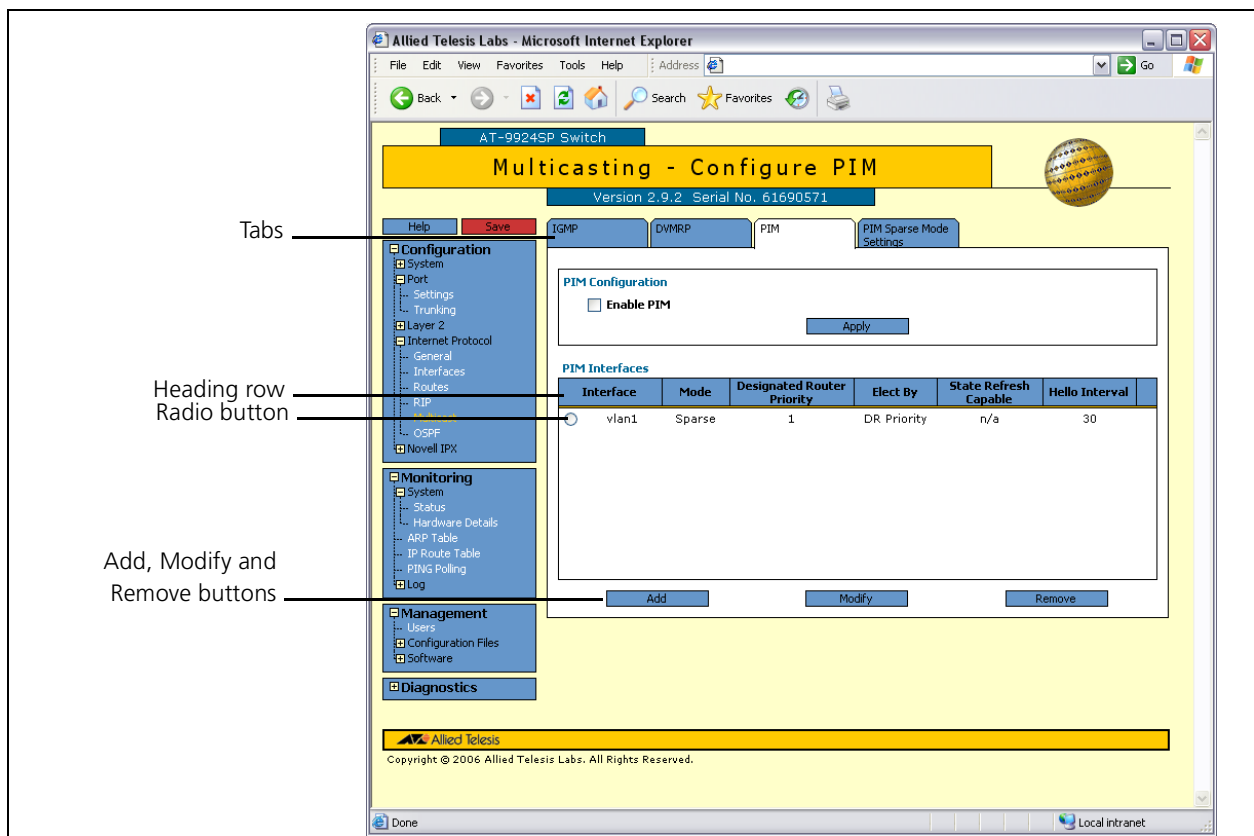 Allied Telesis Labs - Microsoft Internet Explorer
File Edit View Favorites Tools Help Address Go
Back Search Favorites
AT-9924SP Switch
Multicasting - Configure PIM
Version 2.9.2 Serial No. 61690571
Tabs
Help Save
IGMP DVMRP PIM PIM Sparse Mode Settings
Configuration
System
Port
Settings
Trunking
Layer 2
Internet Protocol
General
Interfaces
Routes
RIP
Multicast
OSPF
Novell IPX
PIM Configuration
Enable PIM
Apply
PIM Interfaces
Heading row
Interface Mode Designated Router Priority Elect By State Refresh Capable Hello Interval
Radio button
vlan1 Sparse 1 DR Priority n/a 30
Monitoring
System
Status
Hardware Details
ARP Table
IP Route Table
PING Polling
Log
Add, Modify and
Remove buttons
Add Modify Remove
Management
Users
Configuration Files
Software
Diagnostics
Allied Telesis
Copyright © 2006 Allied Telesis Labs. All Rights Reserved.
Done Local intranet